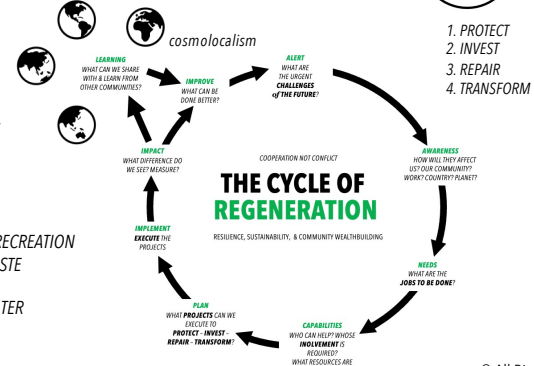 cosmolocalism
1. PROTECT
2. INVEST
3. REPAIR
4. TRANSFORM
LEARNING
WHAT CAN WE SHARE
WITH & LEARN FROM
OTHER COMMUNITIES?
IMPROVE
WHAT CAN BE
DONE BETTER?
ALERT
WHAT ARE
THE URGENT
CHALLENGES
of THE FUTURE?
AWARENESS
HOW WILL THEY AFFECT
US? OUR COMMUNITY?
WORK? COUNTRY? PLANET?
NEEDS
WHAT ARE THE
JOBS TO BE DONE?
CAPABILITIES
WHO CAN HELP? WHOSE
INOLVEMENT IS
REQUIRED?
WHAT RESOURCES ARE
PLAN
WHAT PROJECTS CAN WE
EXECUTE TO
PROTECT – INVEST –
REPAIR – TRANSFORM?
IMPLEMENT
EXECUTE THE
PROJECTS
IMPACT
WHAT DIFFERENCE DO
WE SEE? MEASURE?
COOPERATION NOT CONFLICT
THE CYCLE OF
REGENERATION
RESILIENCE, SUSTAINABILITY, & COMMUNITY WEALTHBUILDING
RECREATION
STE
TER
© All Ri